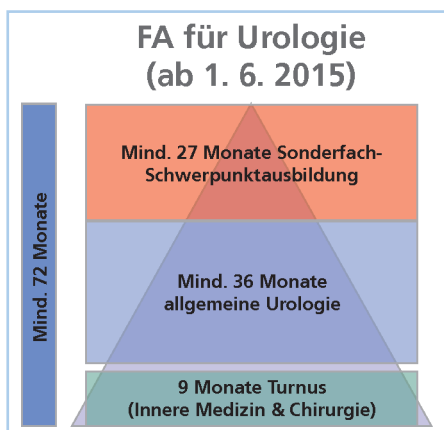 FA für Urologie
(ab 1. 6. 2015)
Mind. 72 Monate
Mind. 27 Monate Sonderfach-
Schwerpunktausbildung
Mind. 36 Monate
allgemeine Urologie
9 Monate Turnus
(Innere Medizin & Chirurgie)